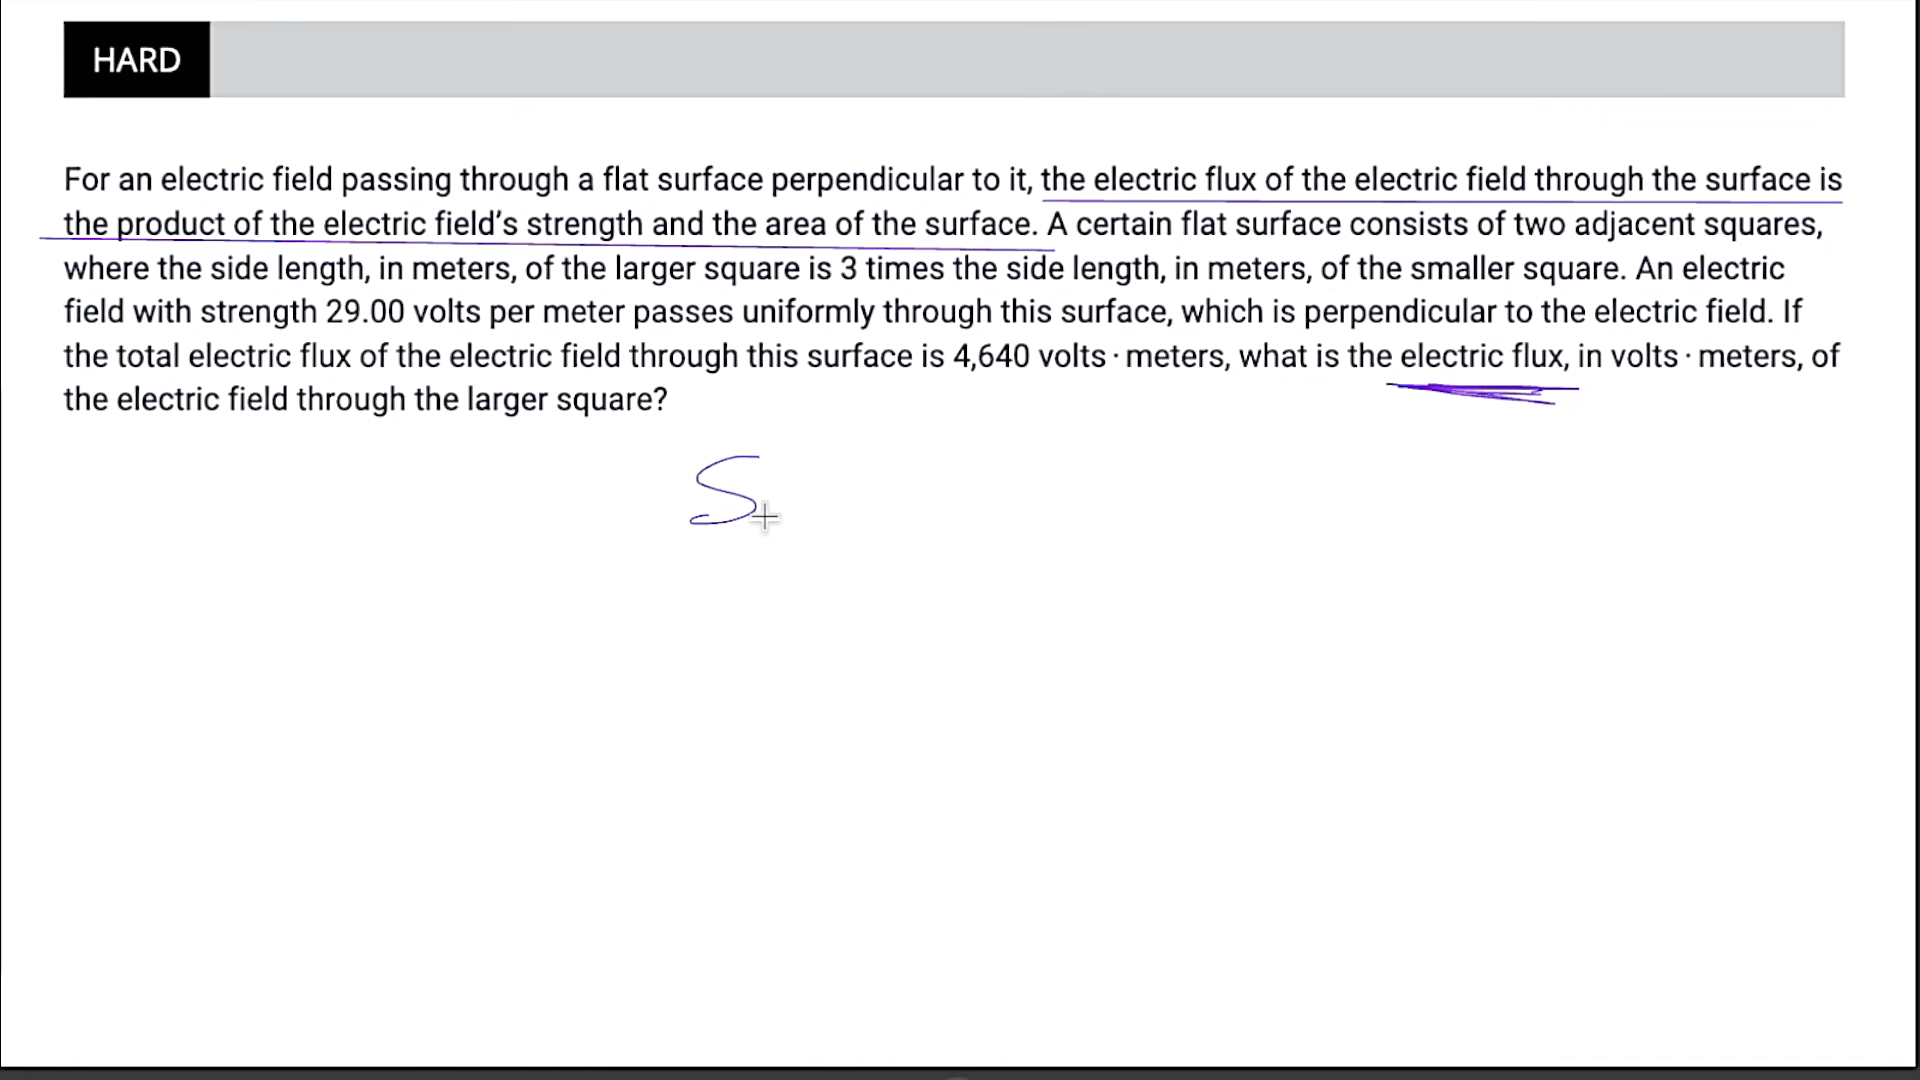 HARD
For an electric field passing through a flat surface perpendicular to it, the electric flux of the electric field through the surface is
the product of the electric field’s strength and the area of the surface. A certain flat surface consists of two adjacent squares,
where the side length, in meters, of the larger square is 3 times the side length, in meters, of the smaller square. An electric
field with strength 29.00 volts per meter passes uniformly through this surface, which is perpendicular to the electric field. If
the total electric flux of the electric field through this surface is 4,640 volts · meters, what is the electric flux, in volts · meters, of
the electric field through the larger square?
S